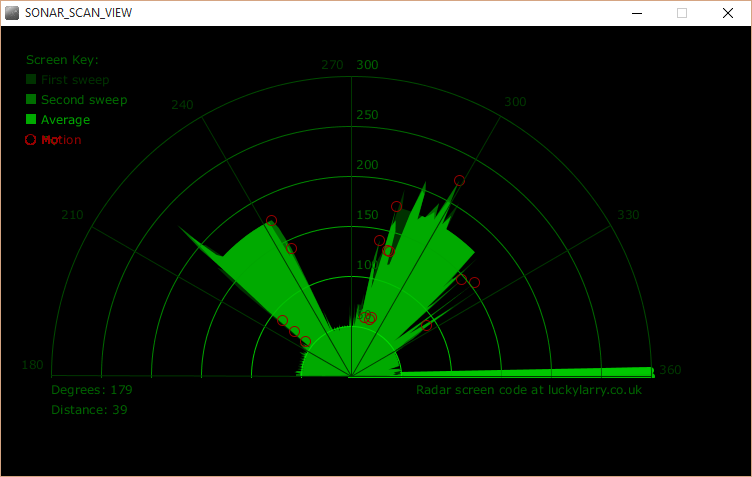 SONAR_SCAN_VIEW
Screen Key:
First sweep
Second sweep
Average
Motion
270
300
240
300
250
200
210
150
330
100
180
360
Degrees: 179
Radar screen code at luckylarry.co.uk
Distance: 39